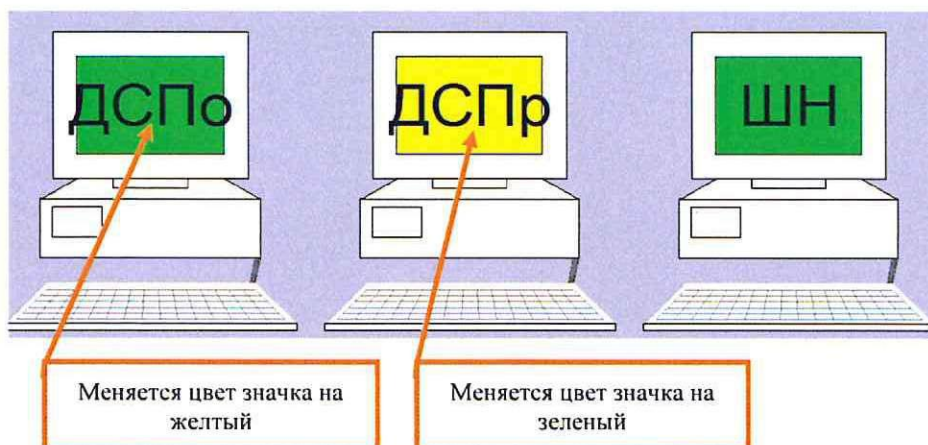 ДСПо
ДСПр
ШН
Меняется цвет значка на
желтый
Меняется цвет значка на
зеленый